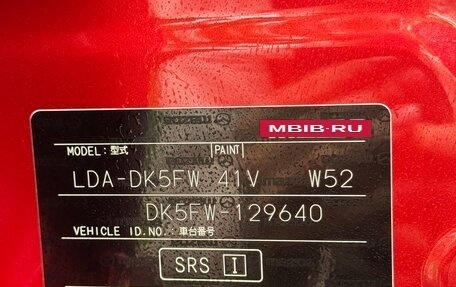 MBIB.RU
MODEL:型式 PAINT
LDA-DK5FW 41V W52
DK5FW-129640
VEHICLE ID.NO.:車台番号
SRS I